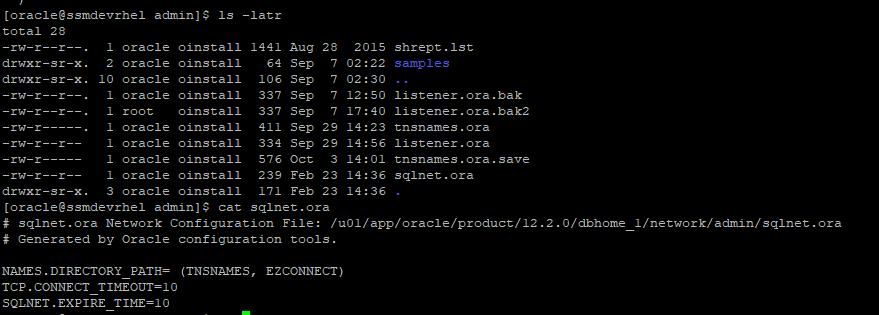 [oracle@ssmdevrhel admin]$ ls -latr
total 28
-rw-r--r--.  1 oracle oinstall 1441 Aug 28  2015 shrept.lst
drwxr-sr-x.  2 oracle oinstall   64 Sep  7 02:22 samples
drwxr-sr-x. 10 oracle oinstall  106 Sep  7 02:30 ..
-rw-r--r--.  1 oracle oinstall  337 Sep  7 12:50 listener.ora.bak
-rw-r--r--.  1 root   oinstall  337 Sep  7 17:40 listener.ora.bak2
-rw-r-----.  1 oracle oinstall  411 Sep 29 14:23 tnsnames.ora
-rw-r--r--   1 oracle oinstall  334 Sep 29 14:56 listener.ora
-rw-r-----   1 oracle oinstall  576 Oct  3 14:01 tnsnames.ora.save
-rw-r--r--   1 oracle oinstall  239 Feb 23 14:36 sqlnet.ora
drwxr-sr-x.  3 oracle oinstall  171 Feb 23 14:36 .
[oracle@ssmdevrhel admin]$ cat sqlnet.ora
# sqlnet.ora Network Configuration File: /u01/app/oracle/product/12.2.0/dbhome_1/network/admin/sqlnet.ora
# Generated by Oracle configuration tools.
NAMES.DIRECTORY_PATH= (TNSNAMES, EZCONNECT)
TCP.CONNECT_TIMEOUT=10
SQLNET.EXPIRE_TIME=10